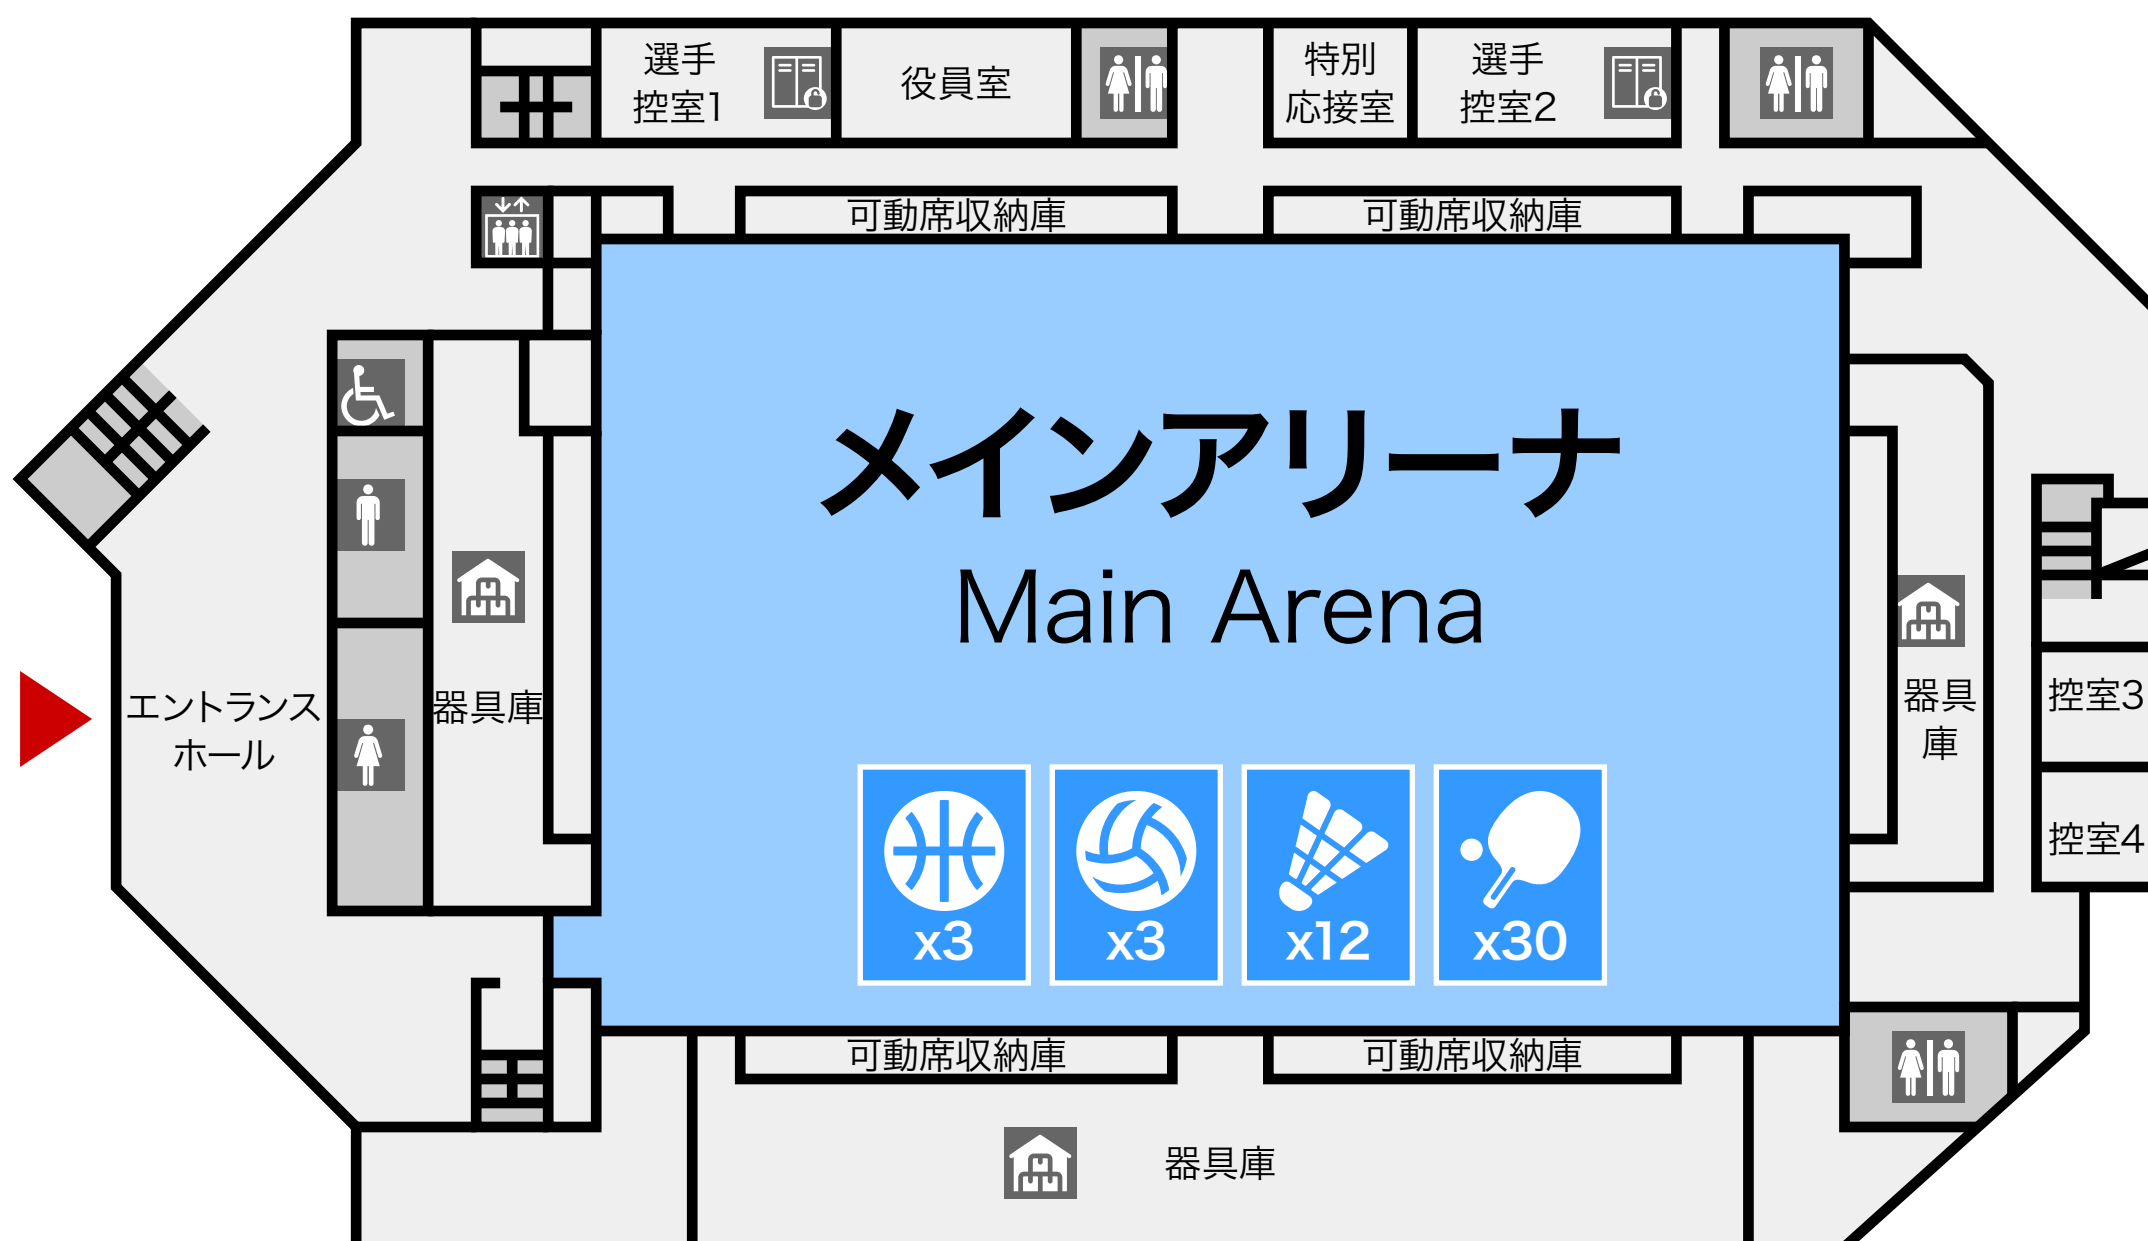 選手
控室1
役員室
特別
応接室
選手
控室2
可動席収納庫
可動席収納庫
メインアリーナ
Main Arena
エントランス
ホール
器具庫
器具
庫
控室3
控室4
x3
x3
x12
x30
可動席収納庫
可動席収納庫
器具庫